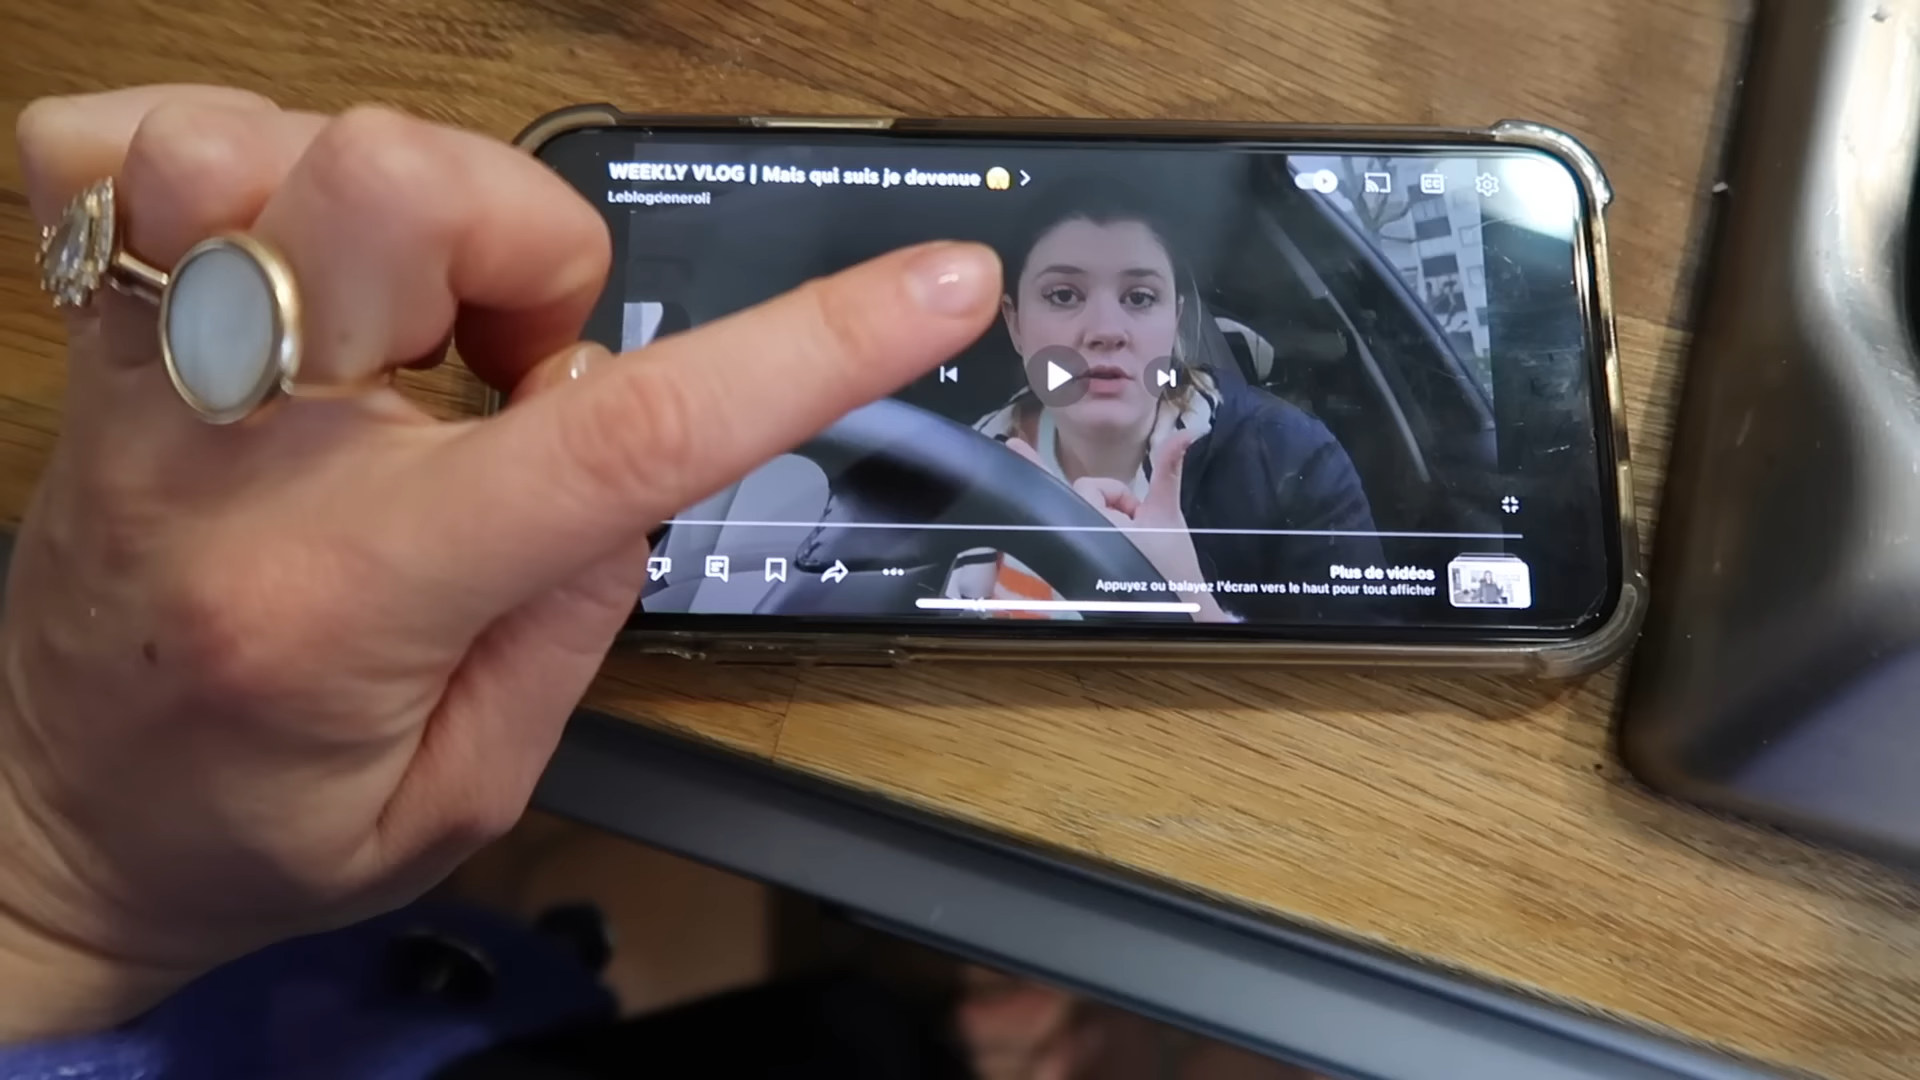 WEEKLY VLOG | Mais qui suis je devenue 🫣 >
Leblogdeneroli
CC
Plus de vidéos
Appuyez ou balayez l'écran vers le haut pour tout afficher